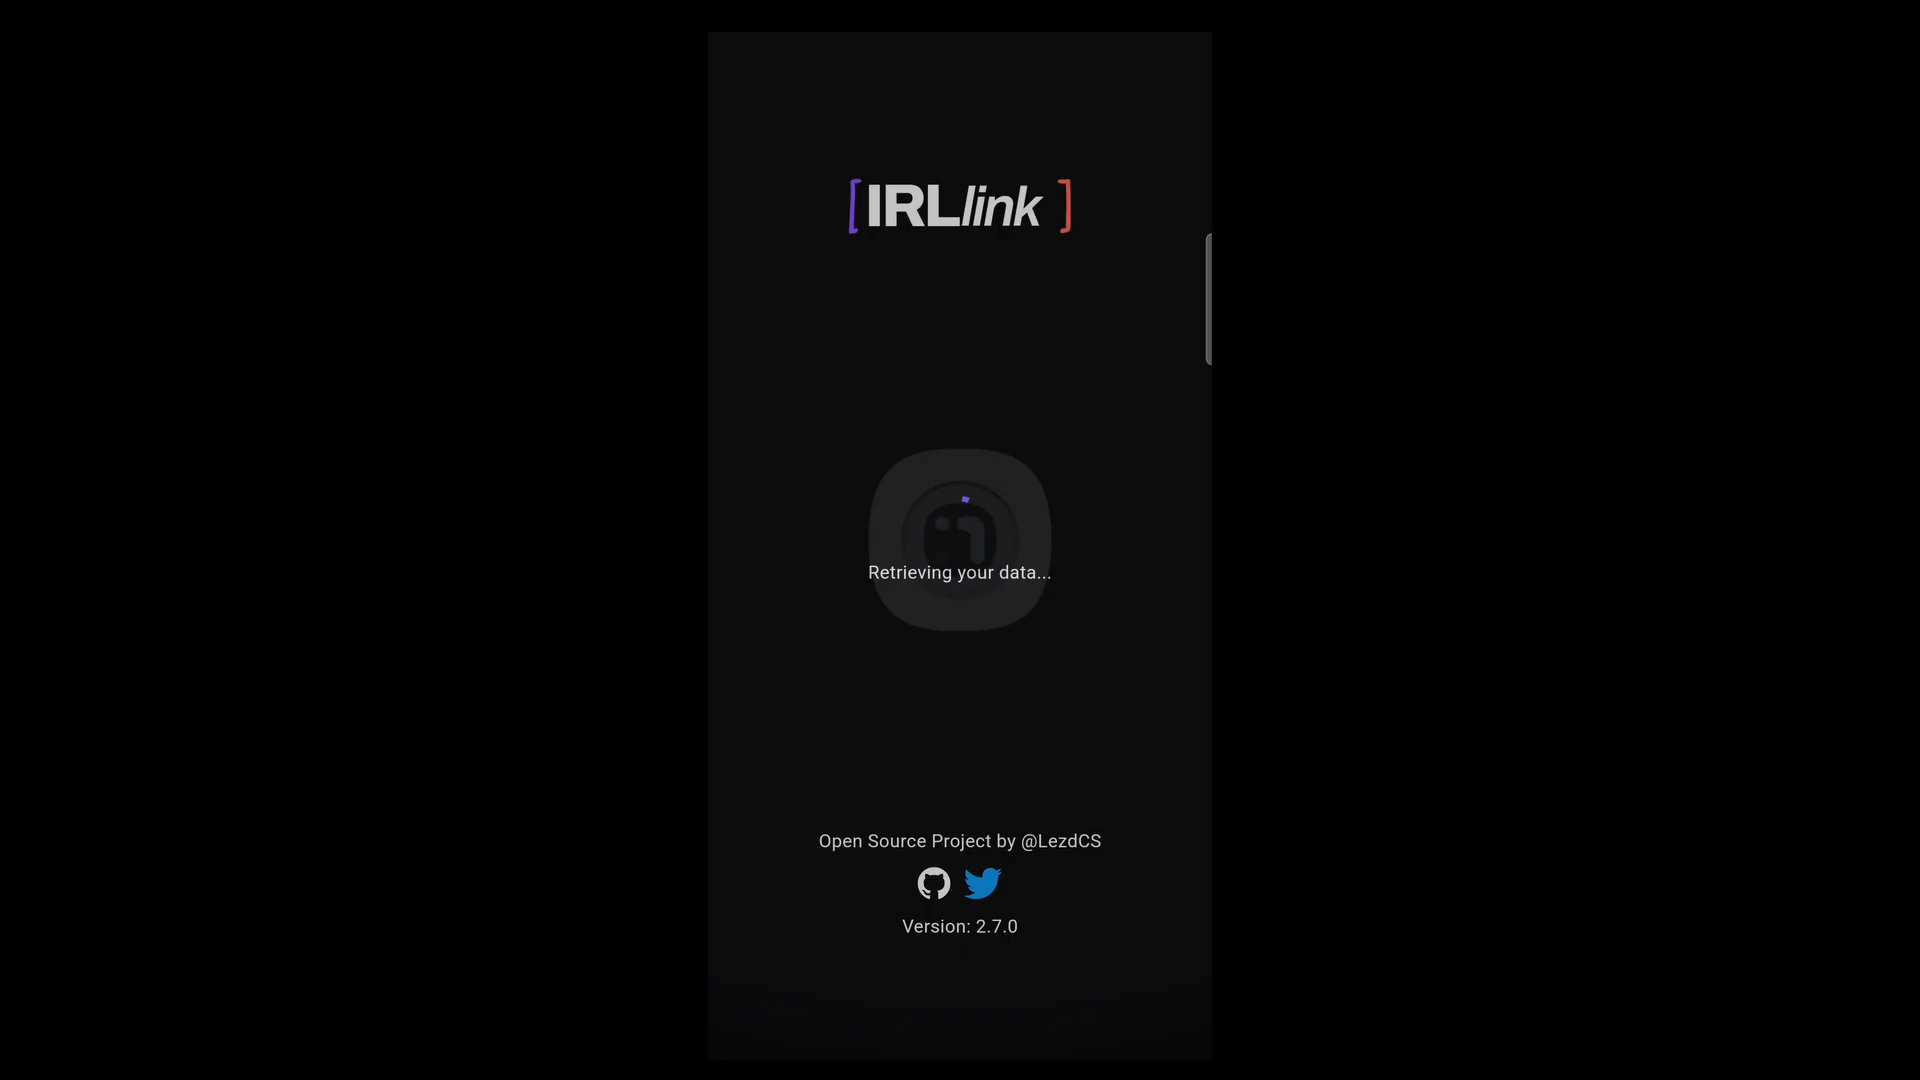 [IRLlink]
Retrieving your data...
Open Source Project by @LezdCS
Version: 2.7.0